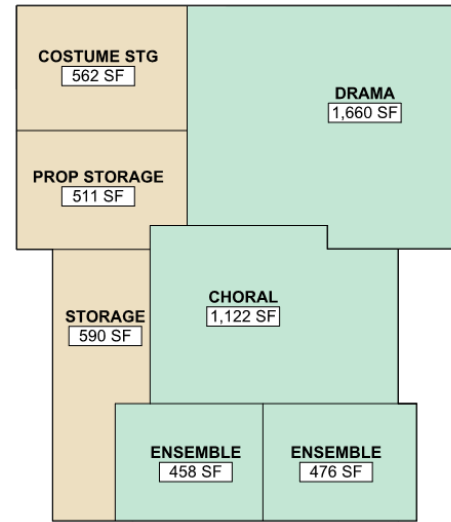 COSTUME STG
562 SF
DRAMA
1,660 SF
PROP STORAGE
511 SF
CHORAL
1,122 SF
STORAGE
590 SF
ENSEMBLE
458 SF
ENSEMBLE
476 SF